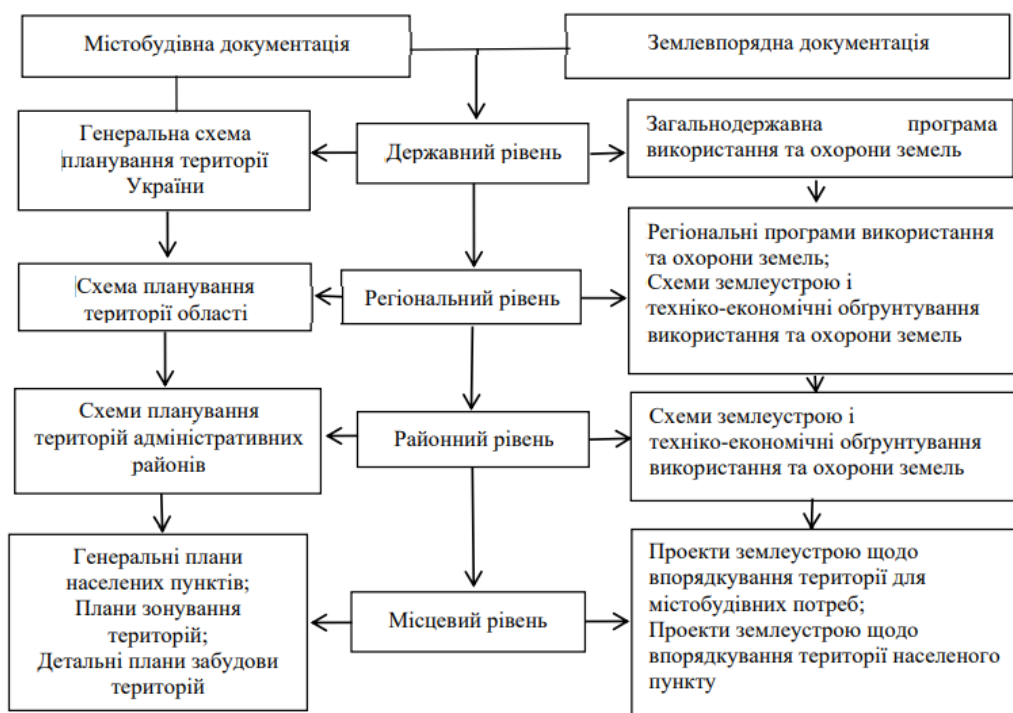 Містобудівна документація
Землевпорядна документація
Генеральна схема
планування території
України
Державний рівень
Загальнодержавна програма
використання та охорони земель
Схема планування
території області
Регіональний рівень
Регіональні програми використання
та охорони земель;
Схеми землеустрою і
техніко-економічні обґрунтування
використання та охорони земель
Схеми планування
територій адміністративних
районів
Районний рівень
Схеми землеустрою і
техніко-економічні обґрунтування
використання та охорони земель
Генеральні плани
населених пунктів;
Плани зонування
територій;
Детальні плани забудови
територій
Місцевий рівень
Проекти землеустрою щодо
впорядкування території для
містобудівних потреб;
Проекти землеустрою щодо
впорядкування території населеного
пункту